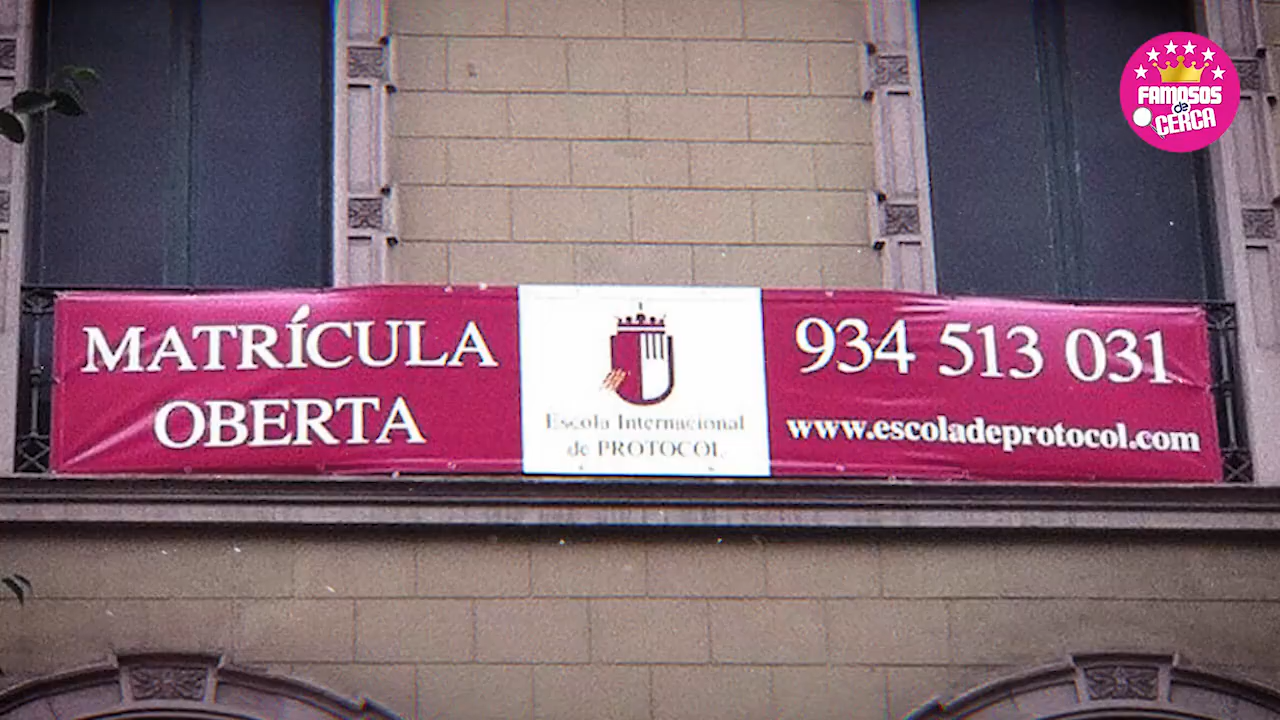 FAMOSOS
de
CERCA
MATRÍCULA
OBERTA
Escola Internacional
de PROTOCOL
934 513 031
www.escoladeprotocol.com